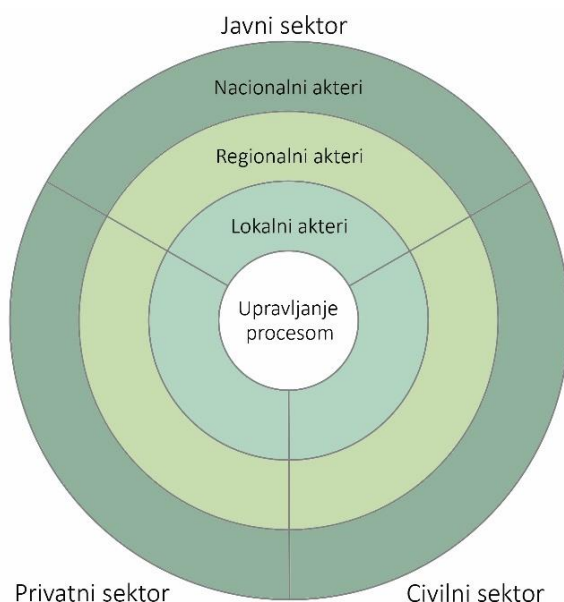 Javni sektor
Nacionalni akteri
Regionalni akteri
Lokalni akteri
Upravljanje
procesom
Privatni sektor
Civilni sektor